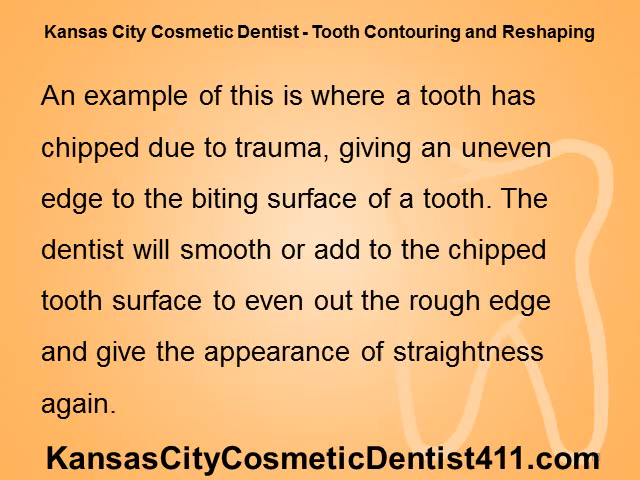 Kansas City Cosmetic Dentist - Tooth Contouring and Reshaping
An example of this is where a tooth has
chipped due to trauma, giving an uneven
edge to the biting surface of a tooth. The
dentist will smooth or add to the chipped
tooth surface to even out the rough edge
and give the appearance of straightness
again.
KansasCityCosmeticDentist411.com